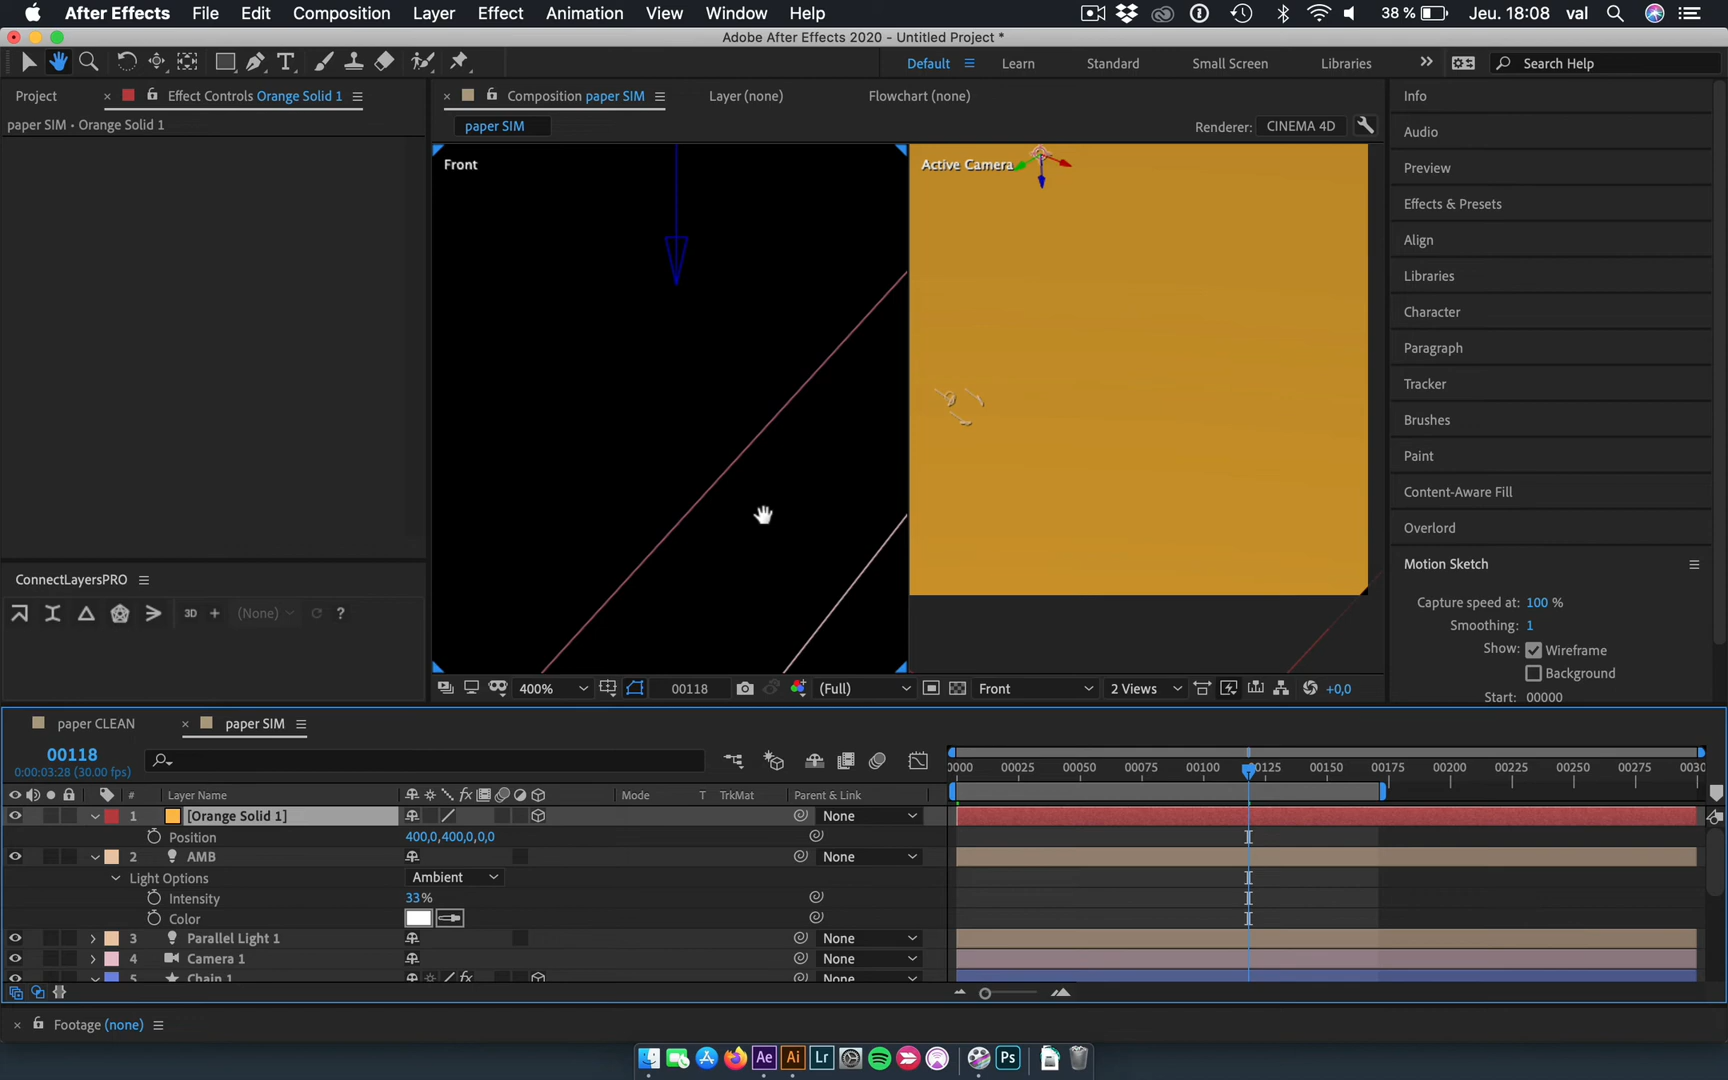 After Effects File Edit Composition Layer Effect Animation View Window Help 38 % Jeu. 18:08 val
Adobe After Effects 2020 - Untitled Project *
Default Learn Standard Small Screen Libraries Search Help
Project Effect Controls Orange Solid 1 Composition paper SIM Layer (none) Flowchart (none) Info
paper SIM • Orange Solid 1 paper SIM Renderer: CINEMA 4D
Audio
Front Active Camera Preview
Effects & Presets
Align
Libraries
Character
Paragraph
Tracker
Brushes
Paint
Content-Aware Fill
Overlord
ConnectLayersPRO Motion Sketch
3D + (None) ? Capture speed at: 100 %
Smoothing: 1
Show: Wireframe
Background
400% 00118 (Full) Front 2 Views +0,0 Start: 00000
paper CLEAN paper SIM
00118
0:00:03:28 (30.00 fps) 0000 00025 00050 00075 00100 00125 00150 00175 00200 00225 00250 00275 0030
# Layer Name fx Mode T TrkMat Parent & Link
1 [Orange Solid 1] None
Position 400,0,400,0,0,0
2 AMB None
Light Options Ambient
Intensity 33%
Color
3 Parallel Light 1 None
4 Camera 1 None
5 Chain 1 fx
Footage (none)
Ae Ai Lr Ps